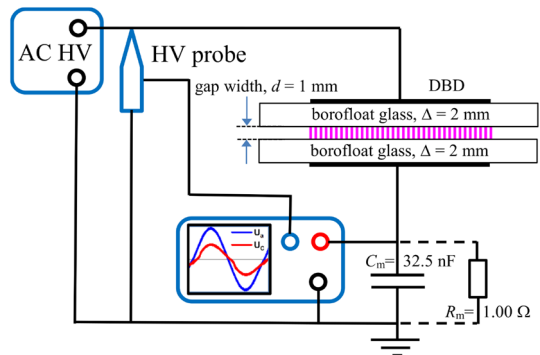 AC HV
HV probe
gap width, d = 1 mm
DBD
borofloat glass, Δ = 2 mm
borofloat glass, Δ = 2 mm
uₐ
u꜀
Cₘ= 32.5 nF
Rₘ= 1.00 Ω